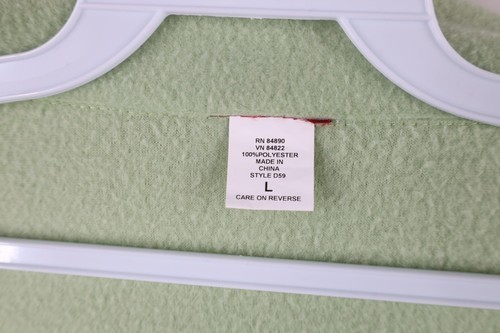 RN 84890
VN 84822
100%POLYESTER
MADE IN
CHINA
STYLE D59
L
CARE ON REVERSE